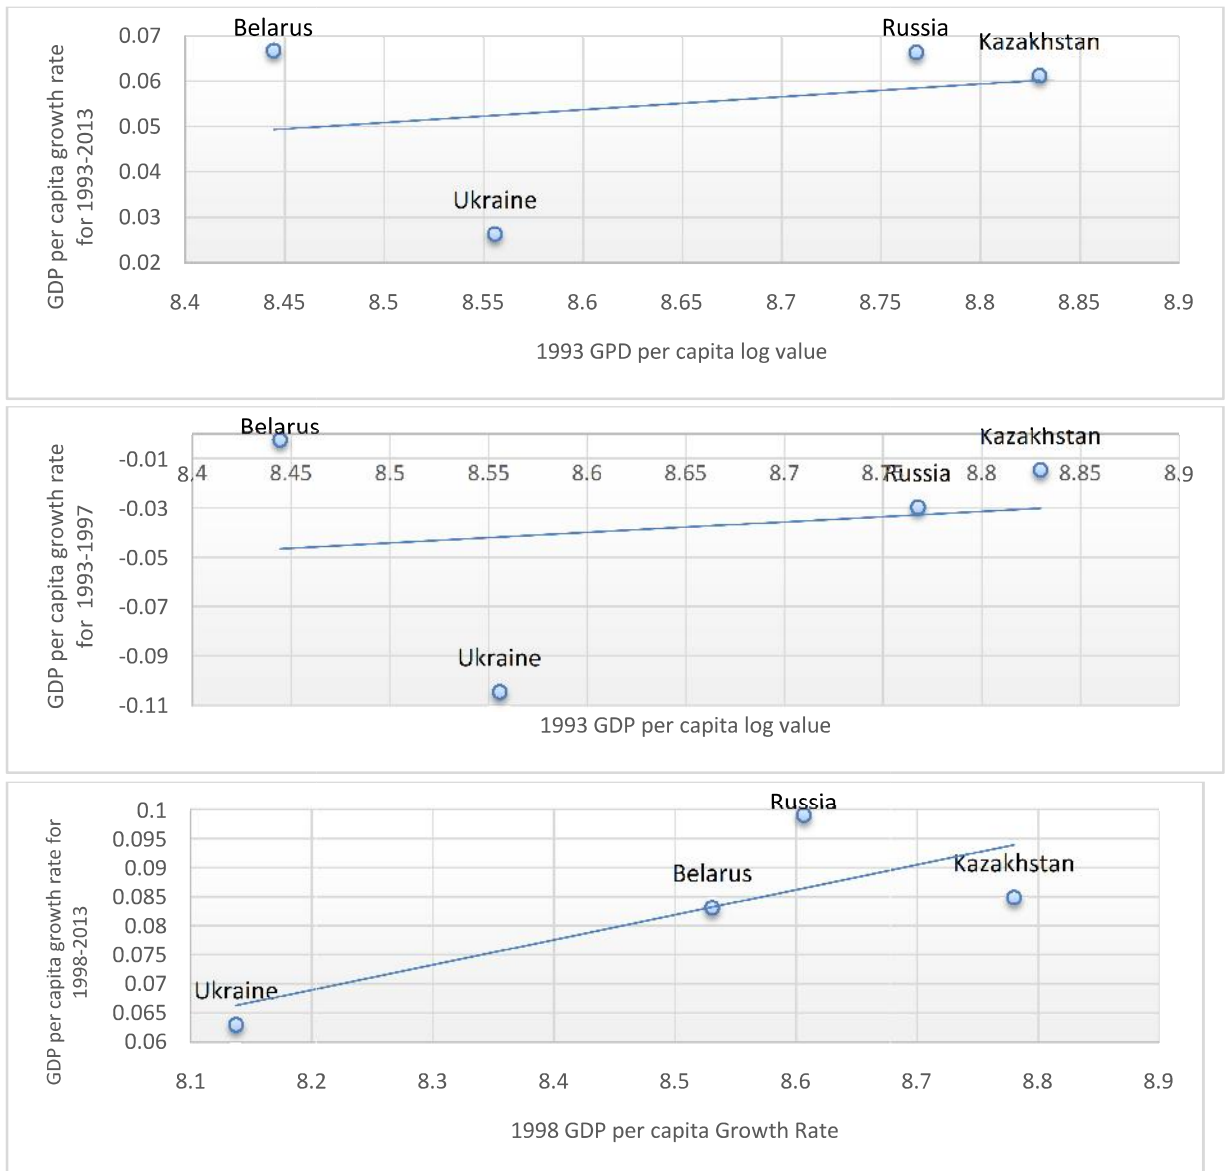 Belarus
Russia
Kazakhstan
Ukraine
GDP per capita growth rate
for 1993-2013
0.07
0.06
0.05
0.04
0.03
0.02
8.4 8.45 8.5 8.55 8.6 8.65 8.7 8.75 8.8 8.85 8.9
1993 GPD per capita log value
Belarus
Kazakhstan
Russia
Ukraine
GDP per capita growth rate
for 1993-1997
-0.01
-0.03
-0.05
-0.07
-0.09
-0.11
8.4 8.45 8.5 8.55 8.6 8.65 8.7 8.75 8.8 8.85 8.9
1993 GDP per capita log value
Russia
Belarus
Kazakhstan
Ukraine
GDP per capita growth rate for
1998-2013
0.1
0.095
0.09
0.085
0.08
0.075
0.07
0.065
0.06
8.1 8.2 8.3 8.4 8.5 8.6 8.7 8.8 8.9
1998 GDP per capita Growth Rate